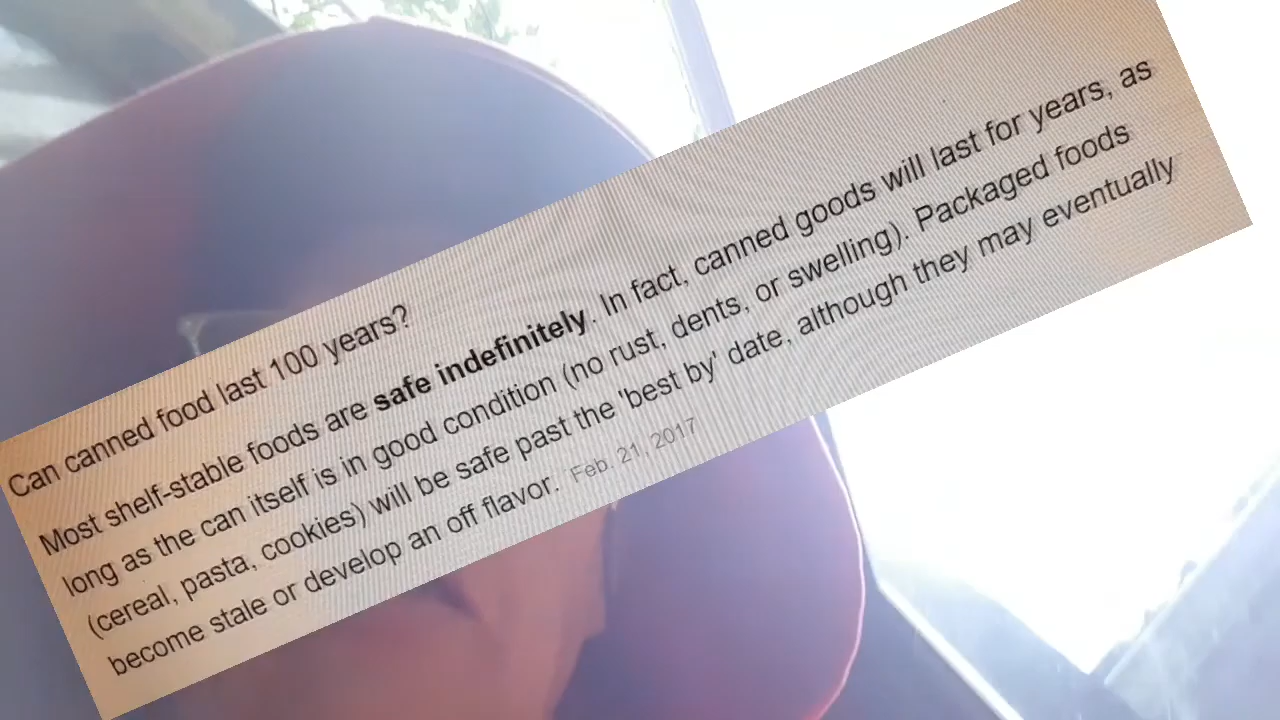 Can canned food last 100 years?
Most shelf-stable foods are safe indefinitely. In fact, canned goods will last for years, as
long as the can itself is in good condition (no rust, dents, or swelling). Packaged foods
(cereal, pasta, cookies) will be safe past the 'best by' date, although they may eventually
become stale or develop an off flavor. Feb. 21, 2017